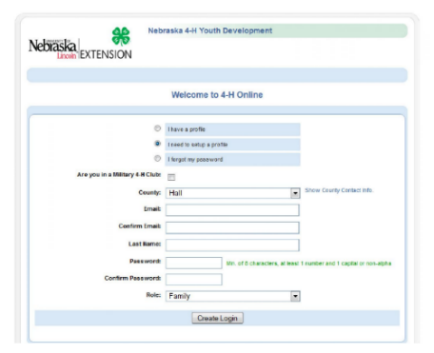 Nebraska 4-H Youth Development
Nebraska
Lincoln EXTENSION
Welcome to 4-H Online
I have a profile
I need to setup a profile
I forgot my password
Are you in a Military 4-H Club:
County: Hall Show County Contact Info
Email:
Confirm Email:
Last Name:
Password: Min. of 8 characters, at least 1 number and 1 capital or non-alpha
Confirm Password:
Role: Family
Create Login